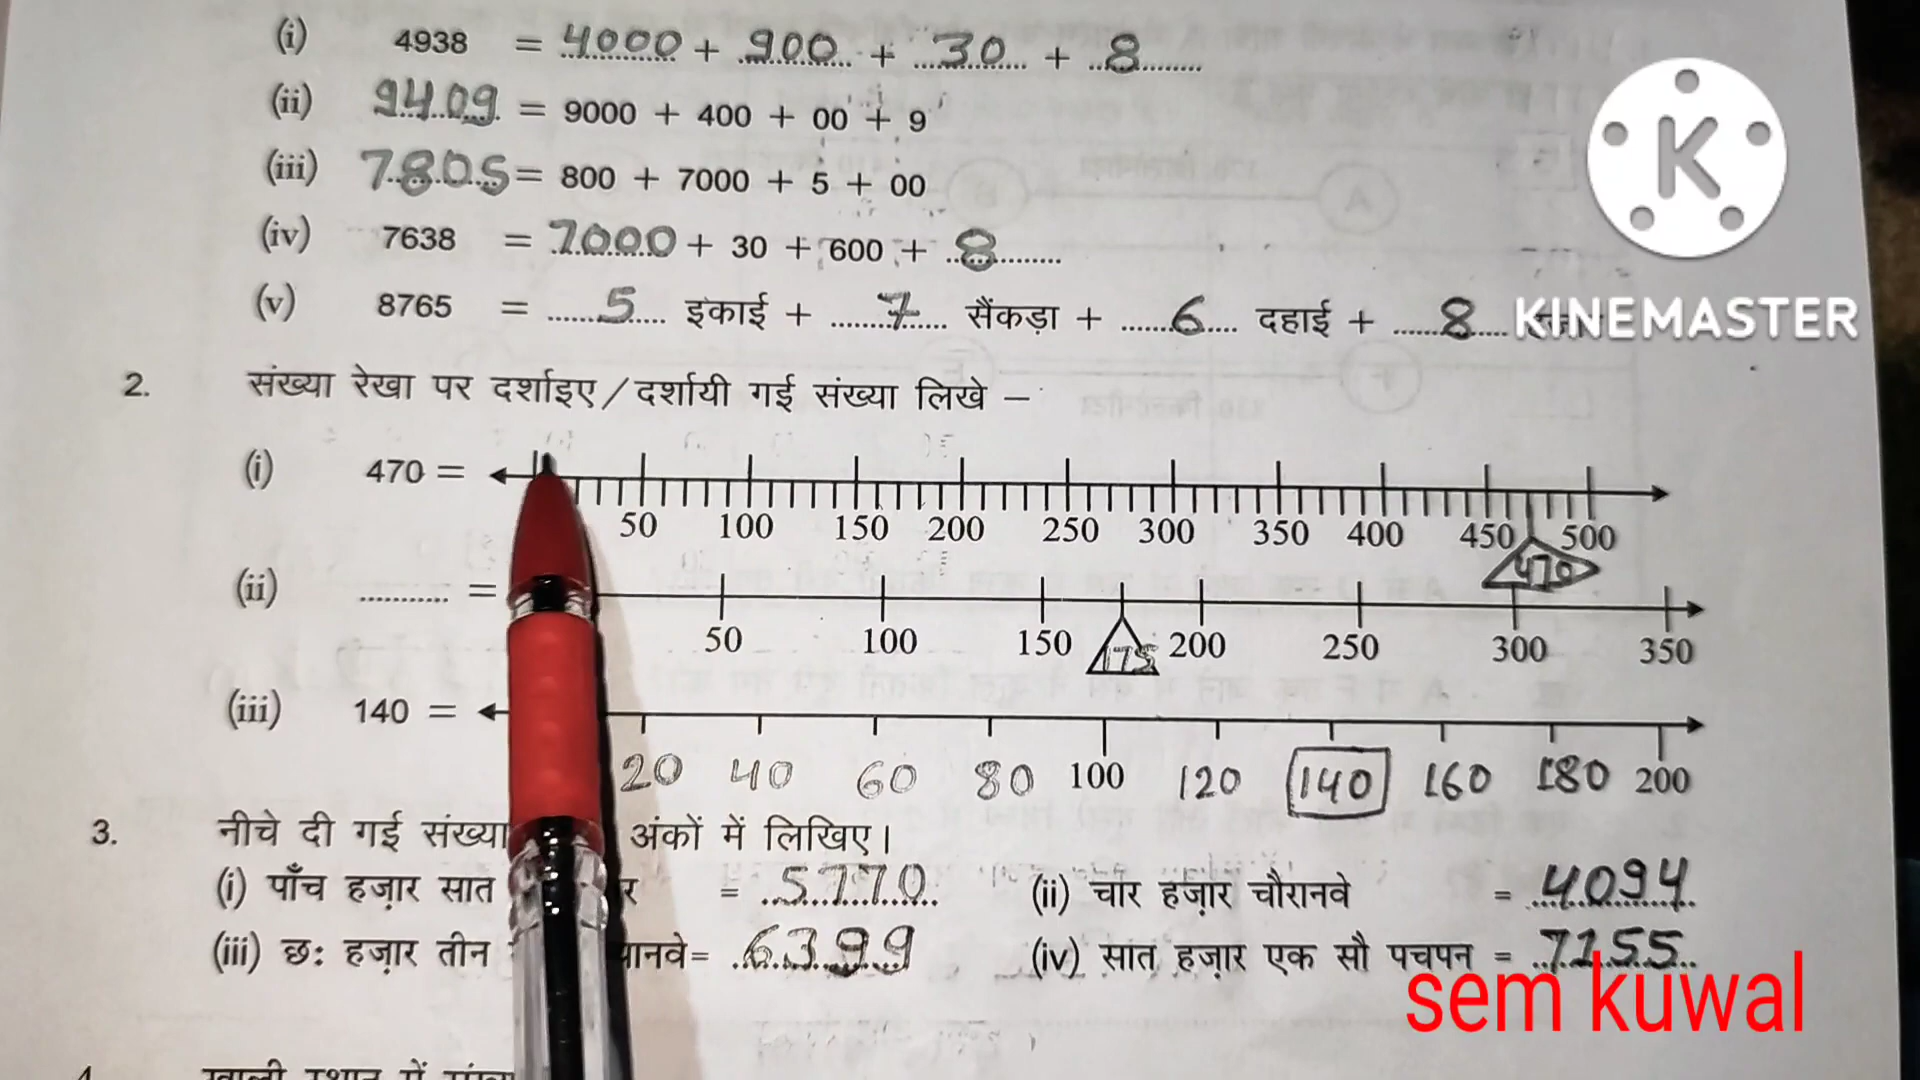 (i) 4938 = 4000 + 900 + 30 + 8
(ii) 9409 = 9000 + 400 + 00 + 9
(iii) 7805 = 800 + 7000 + 5 + 00
(iv) 7638 = 7000 + 30 + 600 + 8
(v) 8765 = 5 इकाई + 7 सैंकड़ा + 6 दहाई + 8
K
KINEMASTER
2. संख्या रेखा पर दर्शाइए/दर्शायी गई संख्या लिखे –
(i) 470 =
50 100 150 200 250 300 350 400 450 500
470
(ii) ........... =
50 100 150 200 250 300 350
175
(iii) 140 =
20 40 60 80 100 120 140 160 180 200
3. नीचे दी गई संख्या अंकों में लिखिए।
(i) पाँच हज़ार सात = 5770 (ii) चार हज़ार चौरानवे = 4094
(iii) छः हज़ार तीन = 6399 (iv) सात हज़ार एक सौ पचपन = 7155
sem kuwal